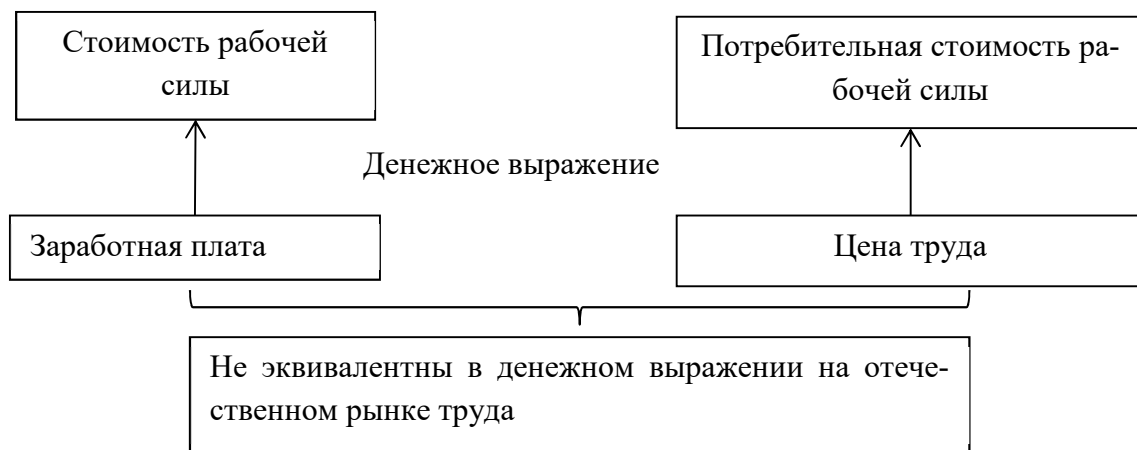 Стоимость рабочей
силы
Потребительная стоимость ра-
бочей силы
Денежное выражение
Заработная плата
Цена труда
Не эквивалентны в денежном выражении на отече-
ственном рынке труда